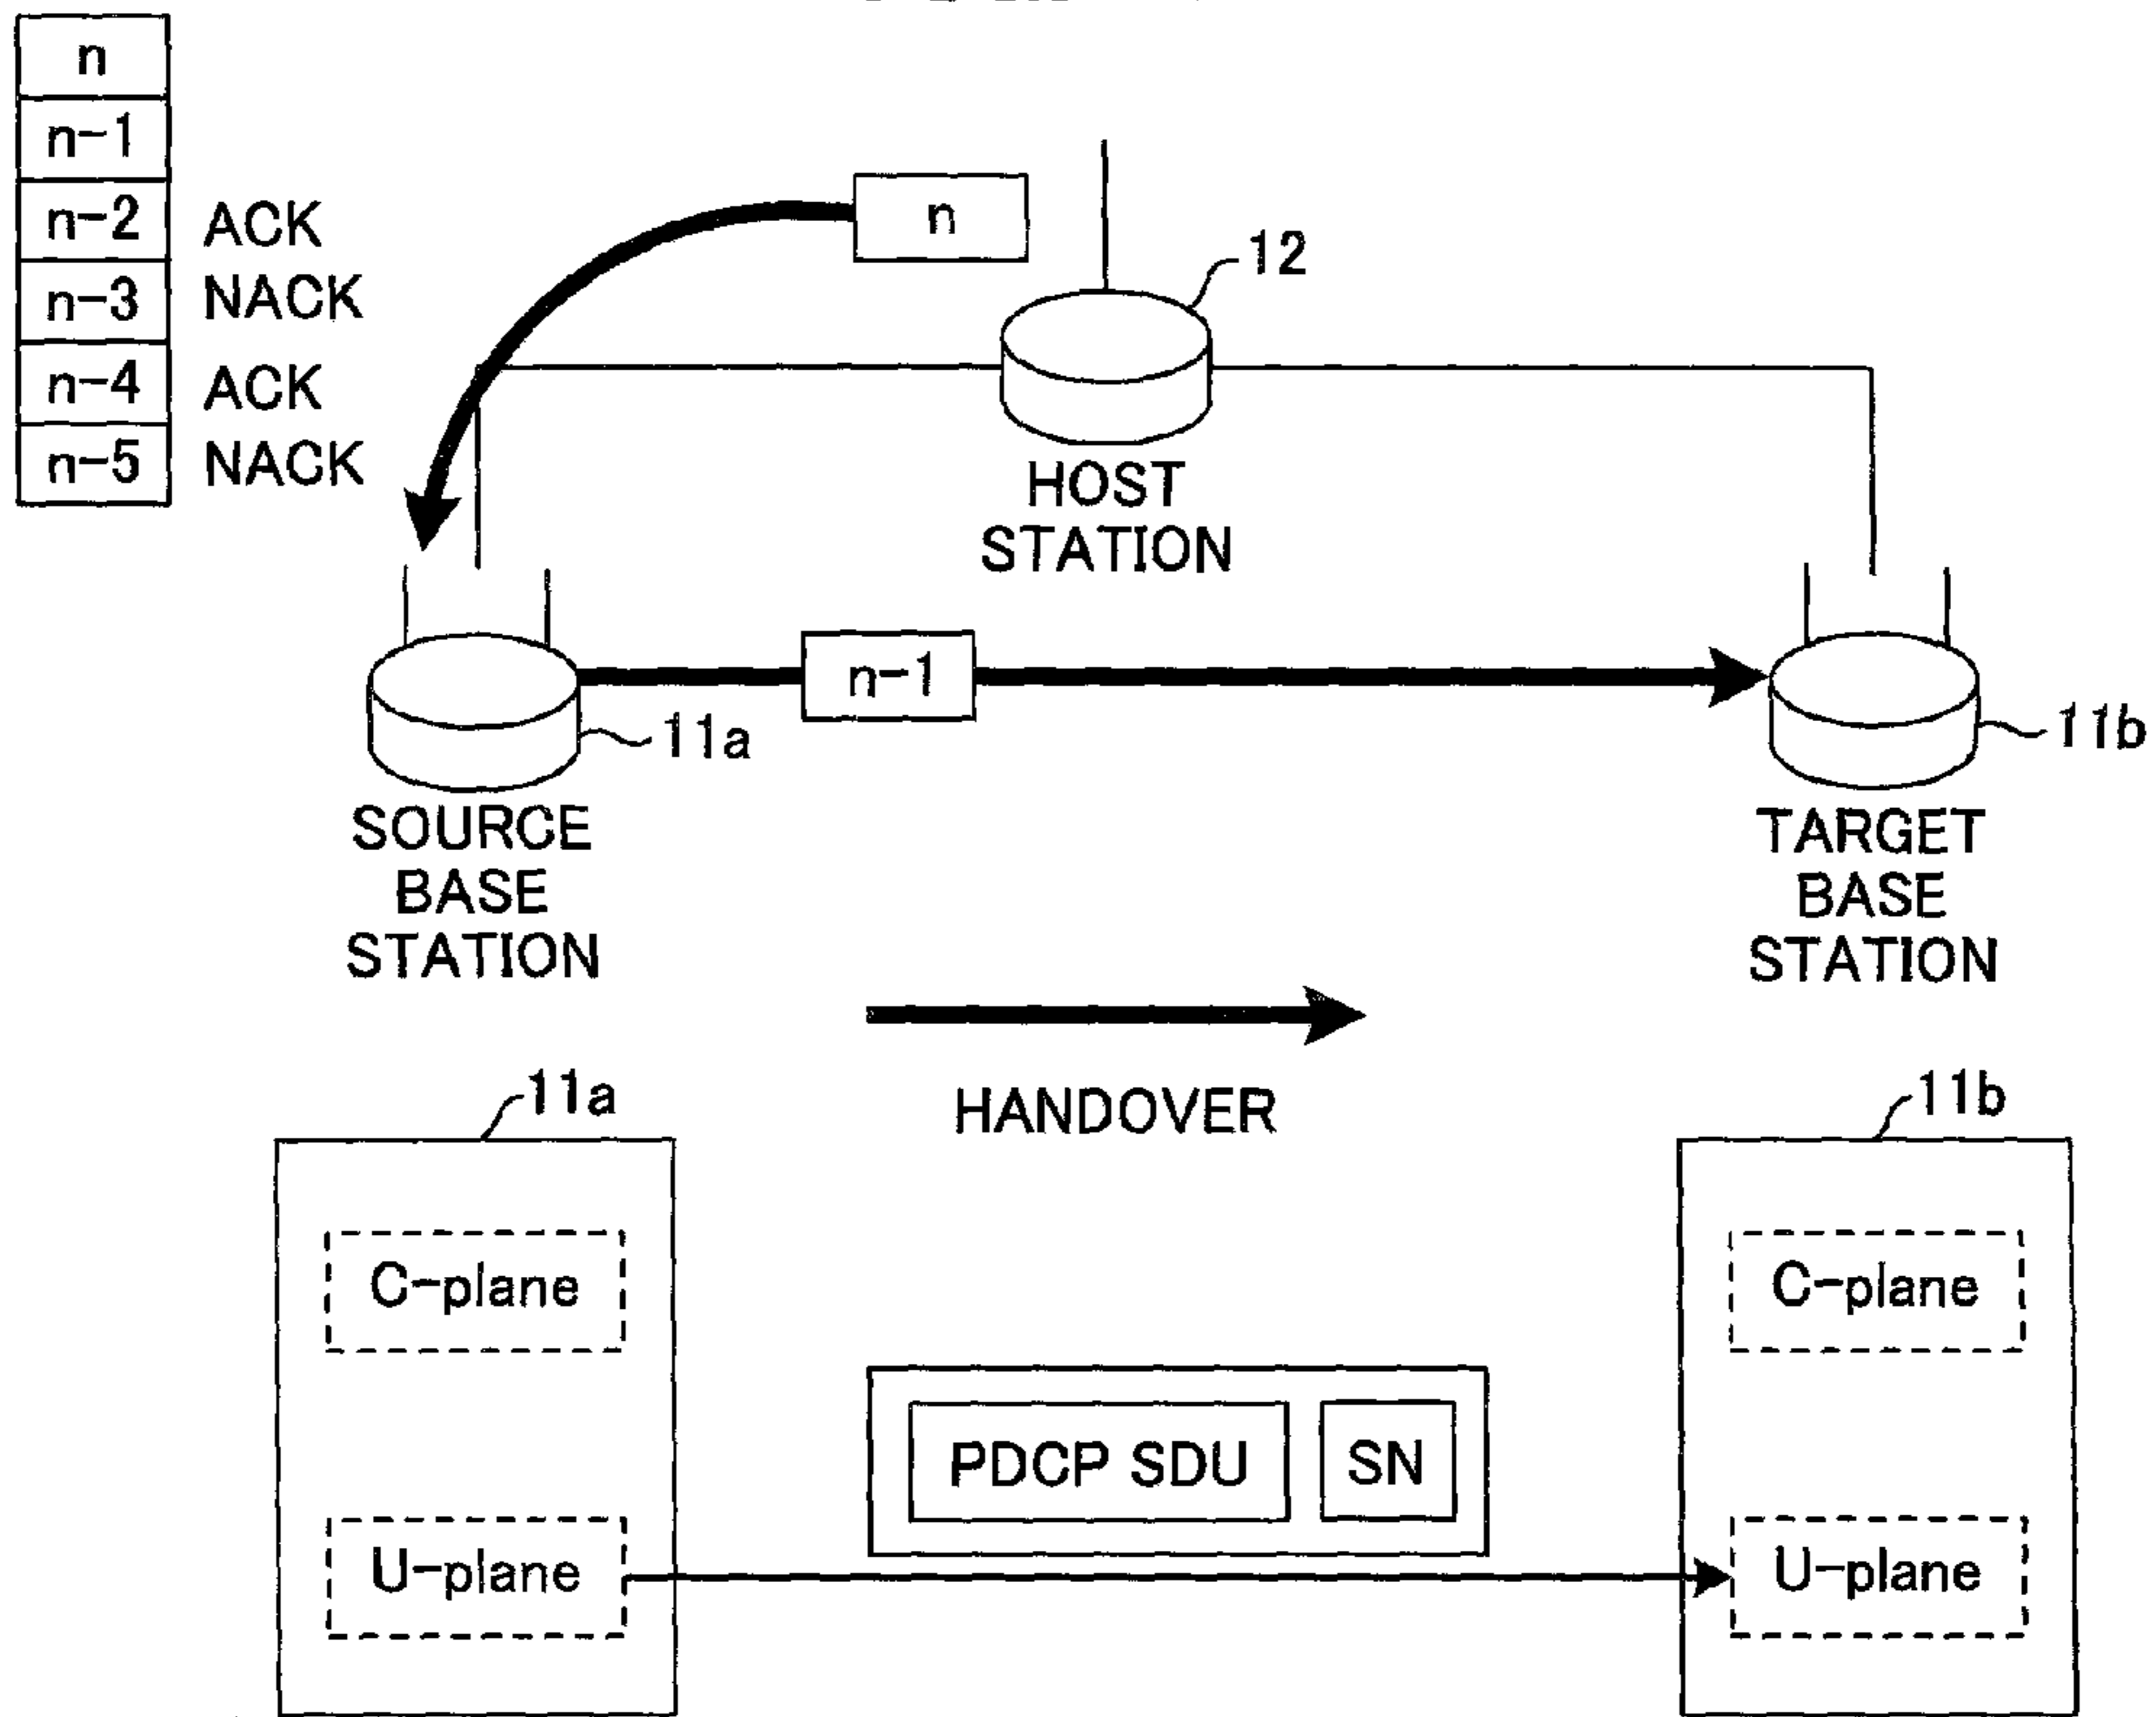 n
n-1
n-2 ACK
n-3 NACK
n-4 ACK
n-5 NACK
n
12
HOST
STATION
n-1
11a
11b
SOURCE
BASE
STATION
TARGET
BASE
STATION
HANDOVER
11a
11b
C-plane
C-plane
PDCP SDU SN
U-plane
U-plane